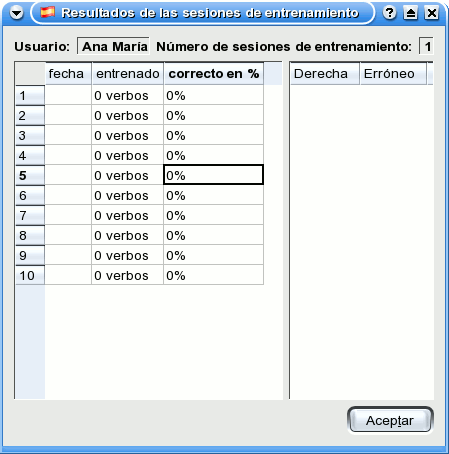 Resultados de las sesiones de entrenamiento
Usuario: Ana María Número de sesiones de entrenamiento: 1
fecha entrenado correcto en % Derecha Erróneo
1 0 verbos 0%
2 0 verbos 0%
3 0 verbos 0%
4 0 verbos 0%
5 0 verbos 0%
6 0 verbos 0%
7 0 verbos 0%
8 0 verbos 0%
9 0 verbos 0%
10 0 verbos 0%
Aceptar